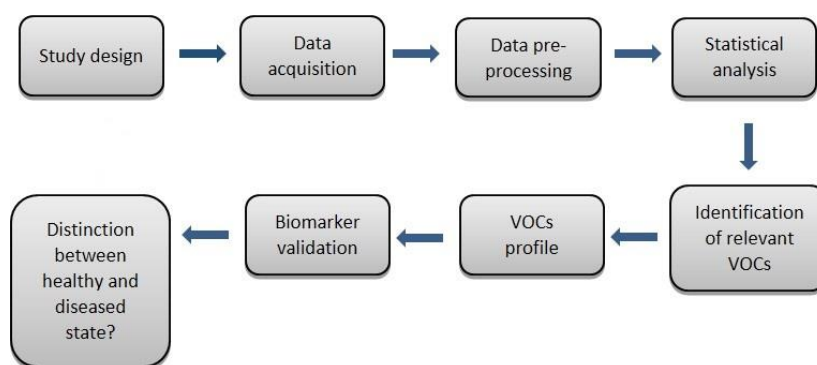 Study design
Data
acquisition
Data pre-
processing
Statistical
analysis
Identification
of relevant
VOCs
VOCs
profile
Biomarker
validation
Distinction
between
healthy and
diseased
state?